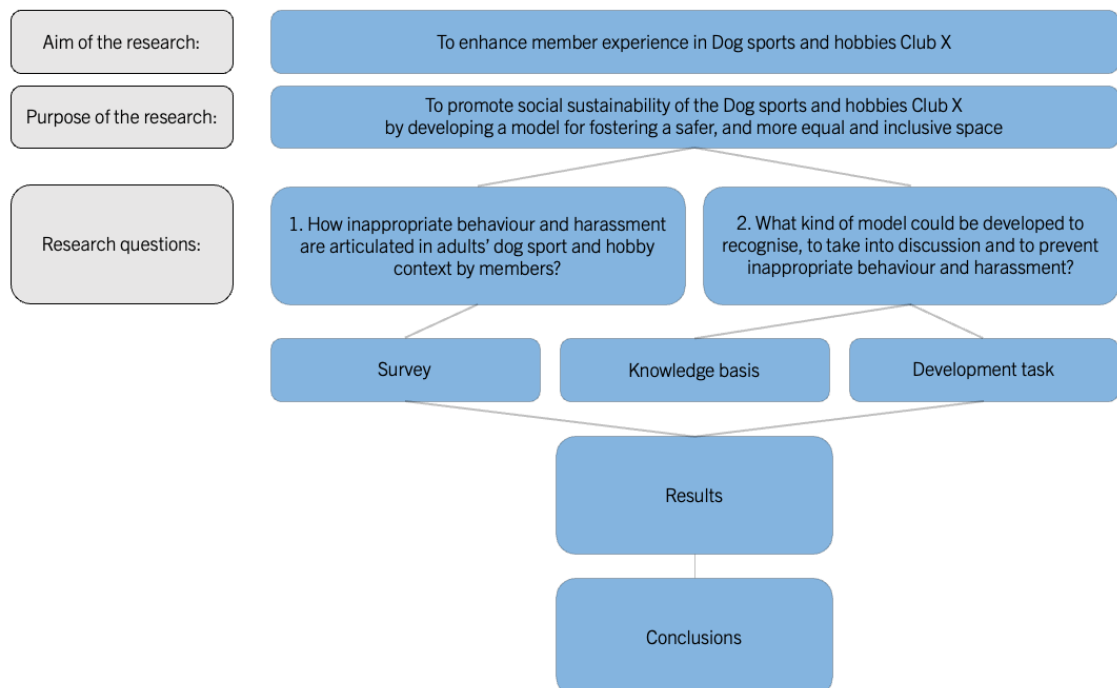 Aim of the research:
To enhance member experience in Dog sports and hobbies Club X
Purpose of the research:
To promote social sustainability of the Dog sports and hobbies Club X
by developing a model for fostering a safer, and more equal and inclusive space
Research questions:
1. How inappropriate behaviour and harassment
are articulated in adults’ dog sport and hobby
context by members?
2. What kind of model could be developed to
recognise, to take into discussion and to prevent
inappropriate behaviour and harassment?
Survey
Knowledge basis
Development task
Results
Conclusions